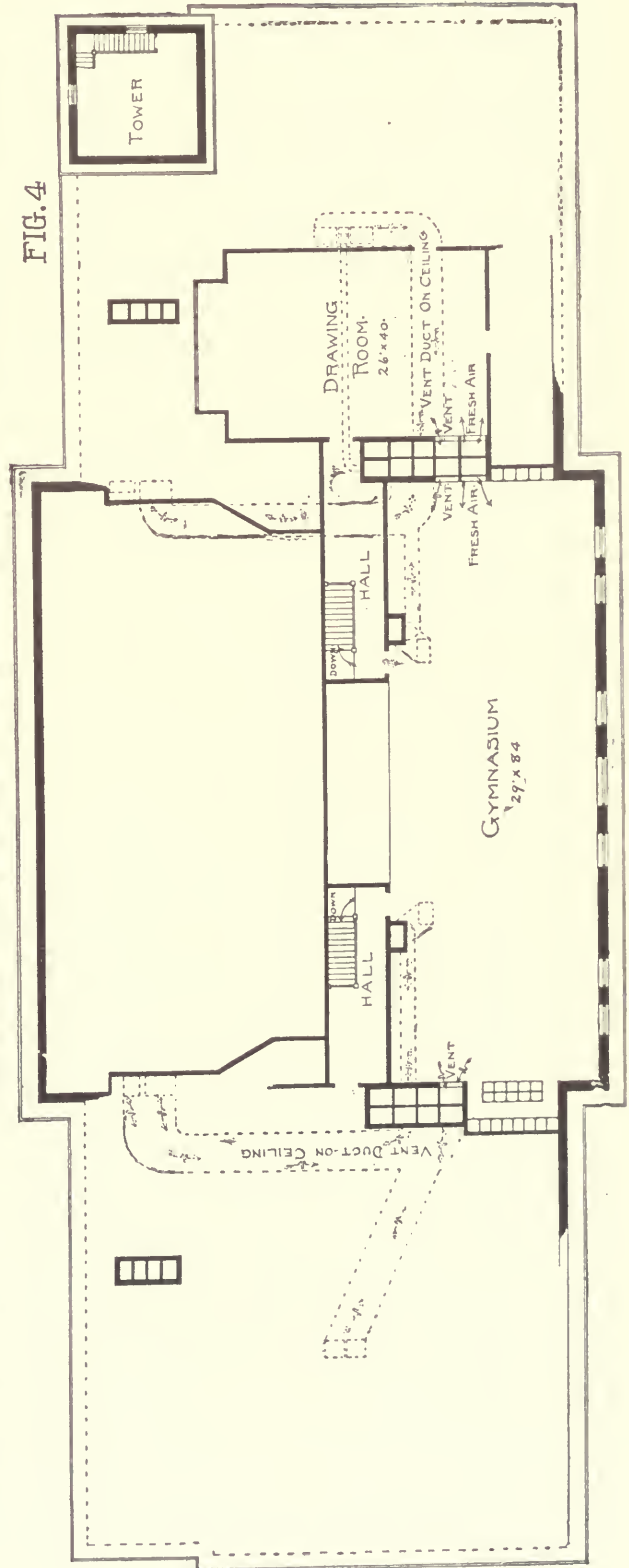 FIG. 4
TOWER
DRAWING
ROOM.
26'x40.
VENT DUCT ON CEILING
VENT
FRESH AIR
VENT
FRESH AIR
HALL
DOWN
GYMNASIUM
29'x84
DOWN
HALL
VENT
VENT DUCT-ON CEILING